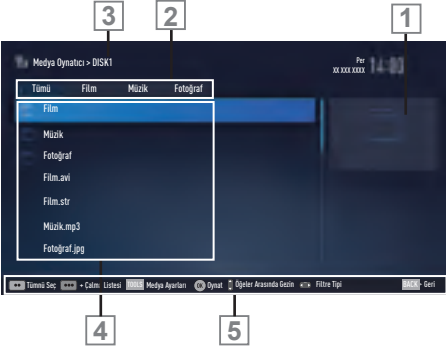 3 2 1
Medya Oynatıcı > DISK1
Per
XX XXX XXXX
Tümü Film Müzik Fotoğraf
Film
Müzik
Fotoğraf
Film.avi
Film.str
Müzik.mp3
Fotoğraf.jpg
Tümnü Seç + Çalma Listesi TOOLS Medya Ayarları OK Oynat Öğeler Arasında Gezin Filtre Tipi BACK - Geri
4 5